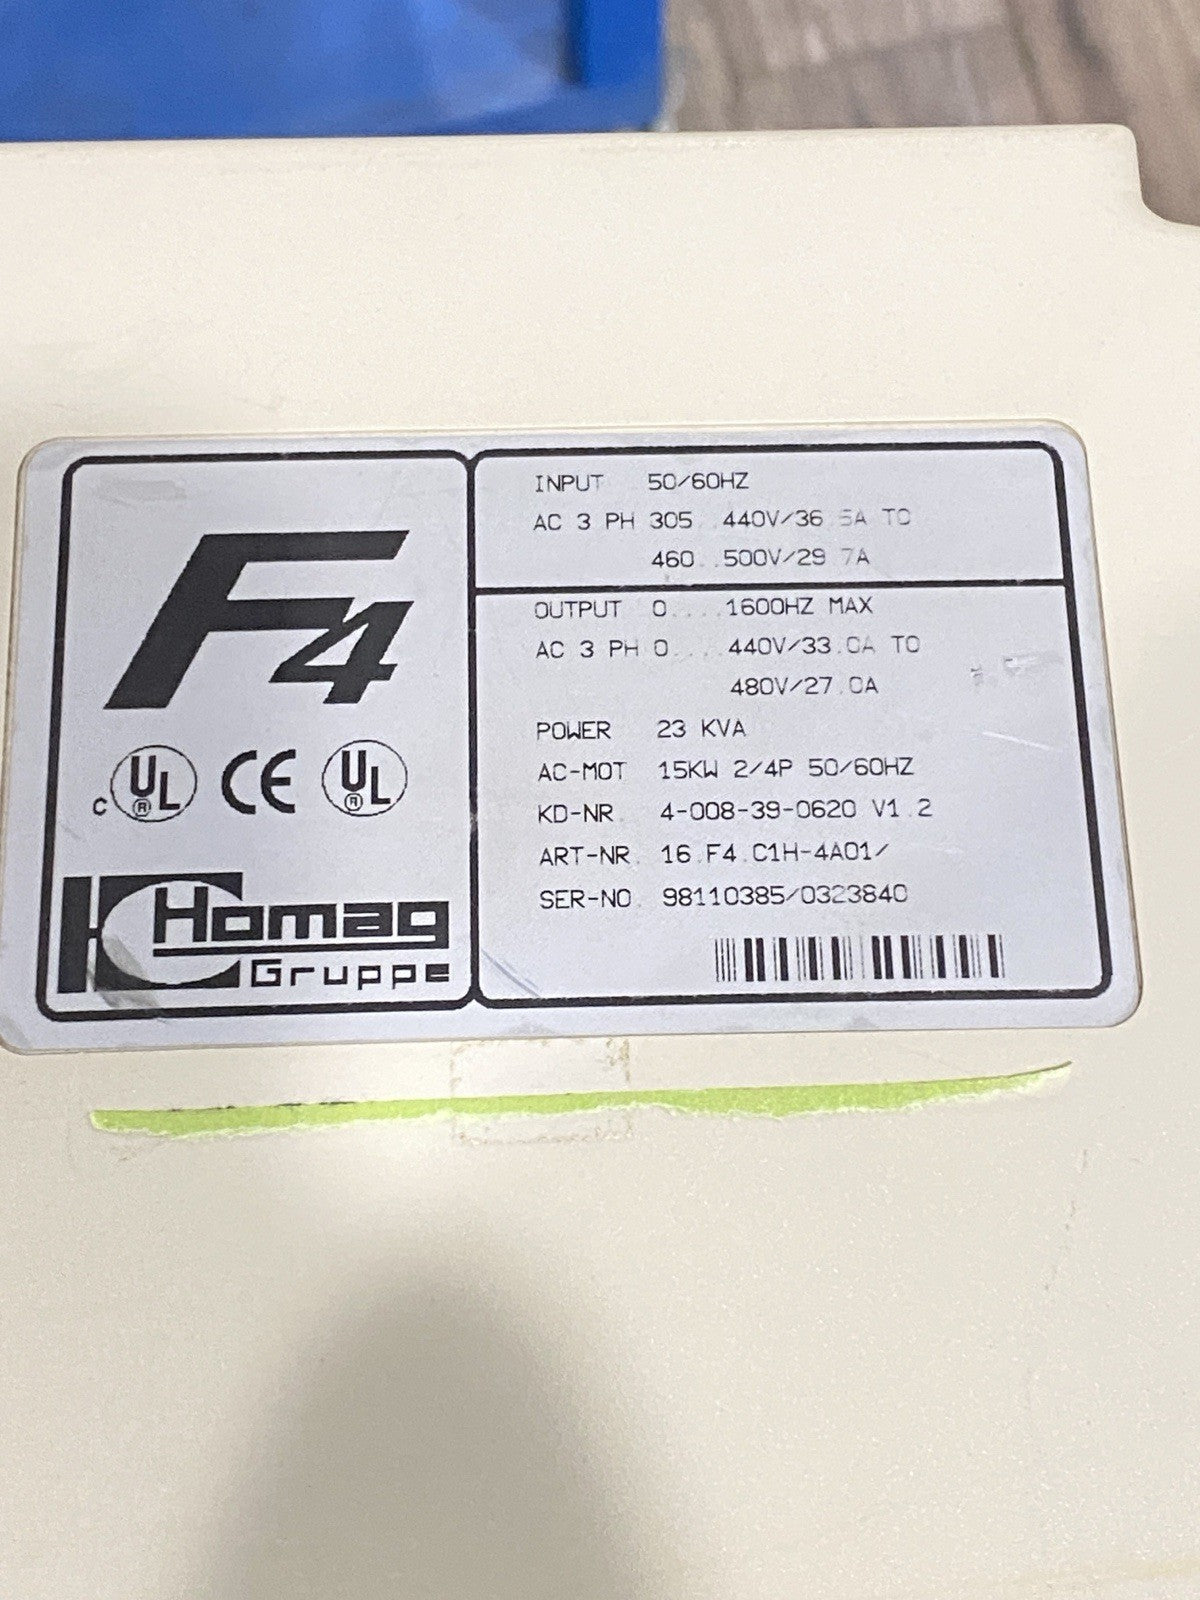 F4
C UL® CE UL®
Homag
Gruppe
INPUT 50/60HZ
AC 3 PH 305..440V/36.5A TO
460..500V/29.7A
OUTPUT 0....1600HZ MAX
AC 3 PH 0....440V/33.0A TO
480V/27.0A
POWER 23 KVA
AC-MOT 15KW 2/4P 50/60HZ
KD-NR. 4-008-39-0620 V1.2
ART-NR. 16.F4.C1H-4A01/
SER-NO. 98110385/0323840